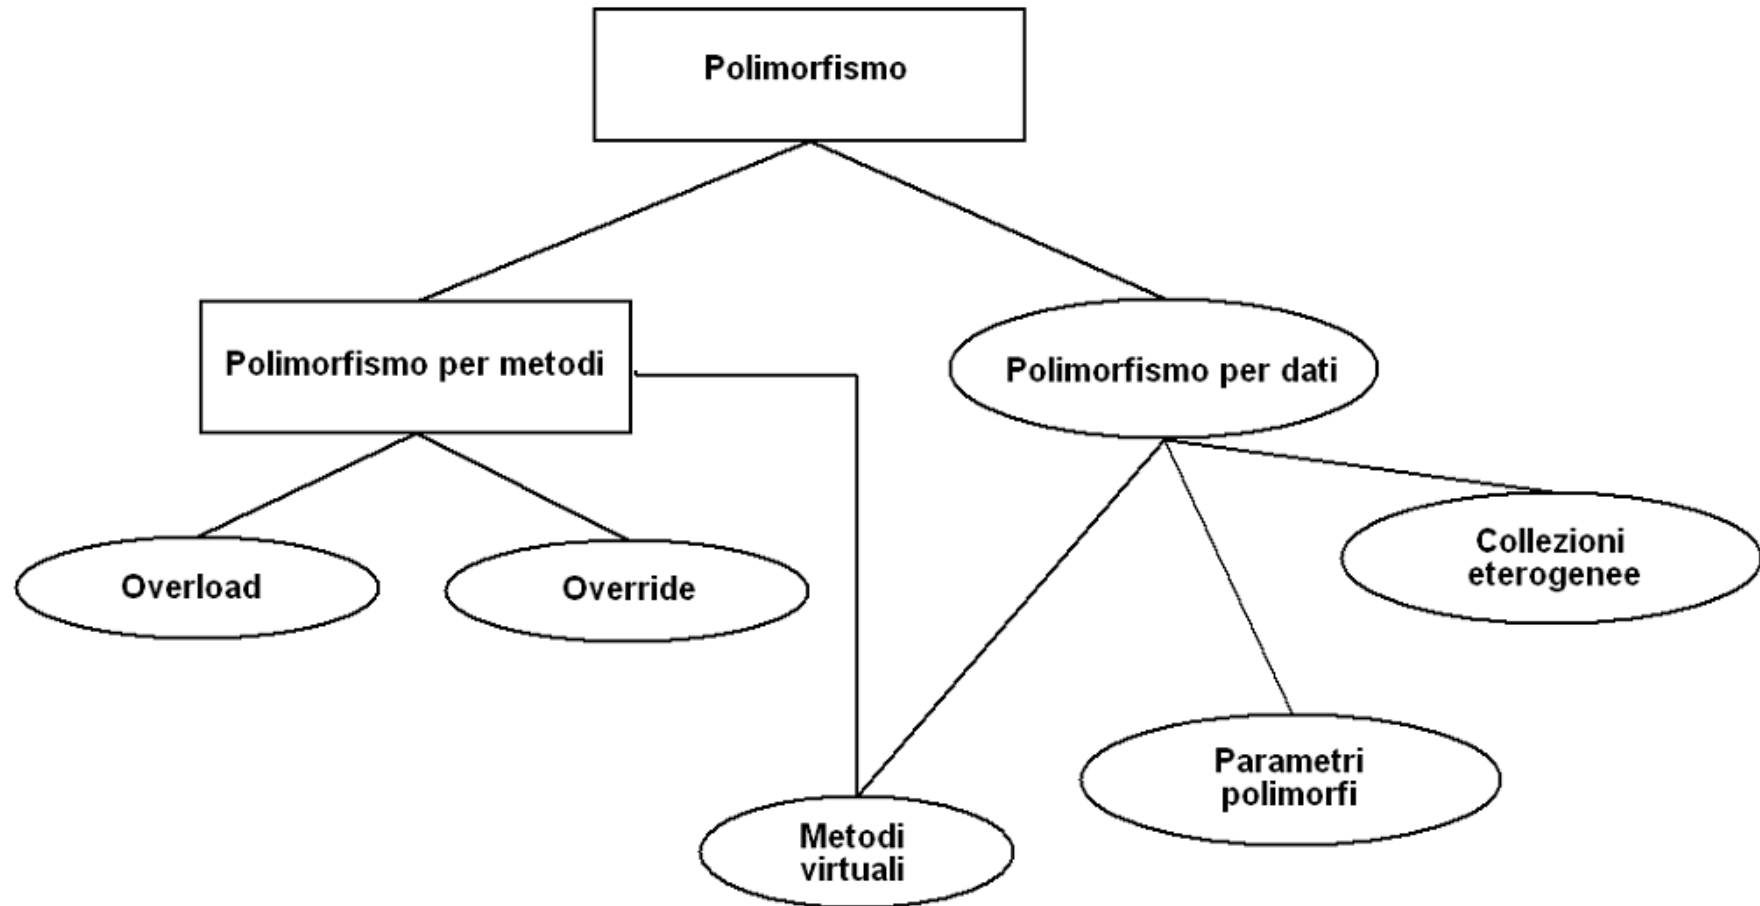 Polimorfismo
Polimorfismo per metodi
Polimorfismo per dati
Overload
Override
Collezioni
eterogenee
Parametri
polimorfi
Metodi
virtuali